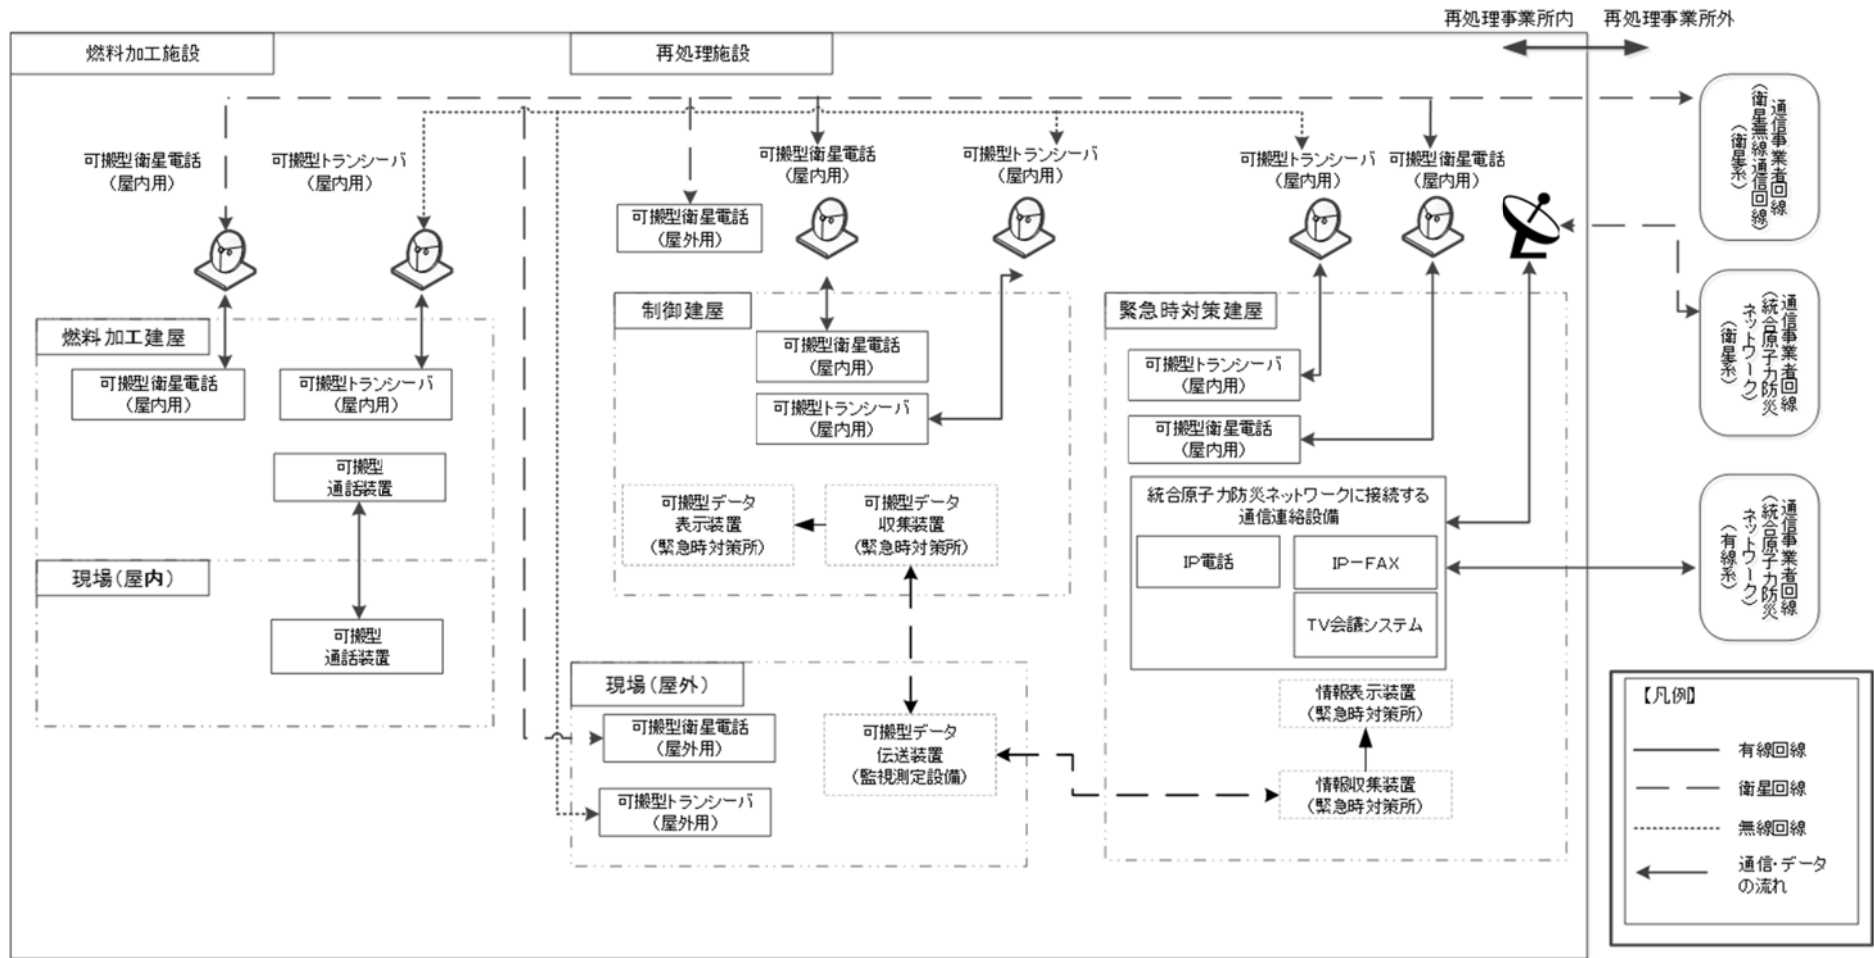 再処理事業所内
再処理事業所外
燃料加工施設
再処理施設
可搬型衛星電話
(屋内用)
可搬型トランシーバ
(屋内用)
可搬型衛星電話
(屋外用)
可搬型衛星電話
(屋内用)
可搬型トランシーバ
(屋内用)
可搬型トランシーバ
(屋内用)
可搬型衛星電話
(屋内用)
燃料加工建屋
可搬型衛星電話
(屋内用)
可搬型トランシーバ
(屋内用)
可搬型
通話装置
現場(屋内)
可搬型
通話装置
制御建屋
可搬型衛星電話
(屋内用)
可搬型トランシーバ
(屋内用)
可搬型データ
表示装置
(緊急時対策所)
可搬型データ
収集装置
(緊急時対策所)
現場(屋外)
可搬型衛星電話
(屋外用)
可搬型トランシーバ
(屋外用)
可搬型データ
伝送装置
(監視測定設備)
緊急時対策建屋
可搬型トランシーバ
(屋内用)
可搬型衛星電話
(屋内用)
統合原子力防災ネットワークに接続する
通信連絡設備
IP電話
IP-FAX
TV会議システム
情報表示装置
(緊急時対策所)
情報収集装置
(緊急時対策所)
通信事業者回線
(衛星無線通信回線)
(衛星系)
通信事業者回線
(統合原子力防災
ネットワーク)
(衛星系)
通信事業者回線
(統合原子力防災
ネットワーク)
(有線系)
【凡例】
有線回線
衛星回線
無線回線
通信・データ
の流れ